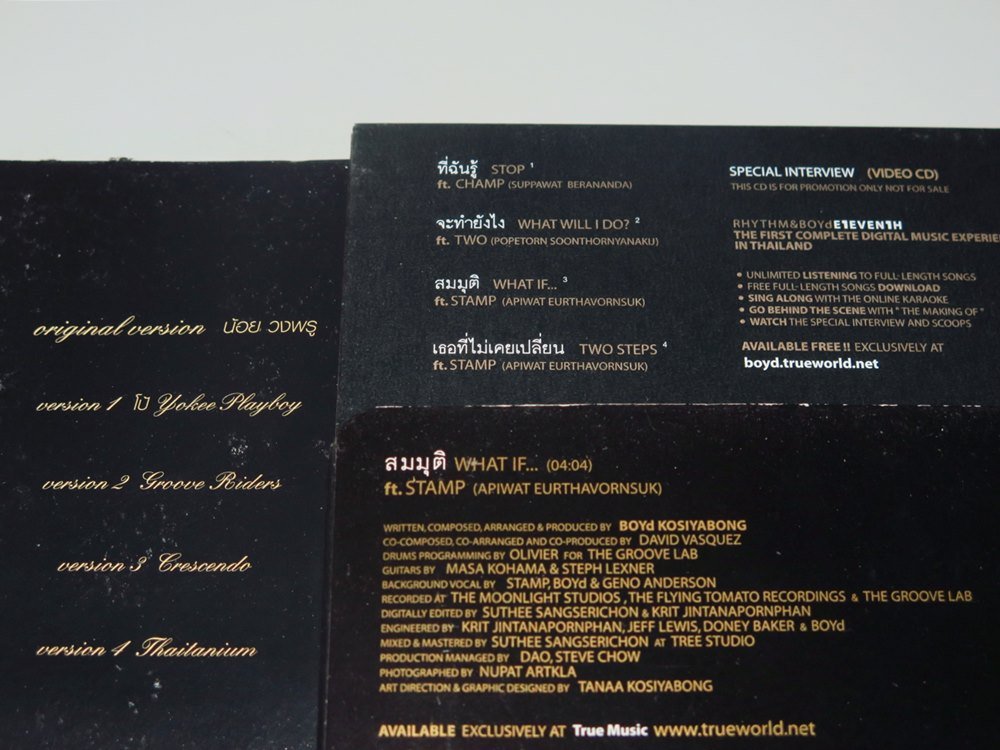 original version น้อย วงพรู
version 1 โป้ Yokee Playboy
version 2 Groove Riders
version 3 Crescendo
version 4 Thaitanium
ที่ฉันรู้ STOP 1
ft. CHAMP (SUPPAWAT BERANANDA)
จะทำยังไง WHAT WILL I DO? 2
ft. TWO (POPETORN SOONTHORNYANAKIJ)
สมมุติ WHAT IF... 3
ft. STAMP (APIWAT EURTHAVORNSUK)
เธอที่ไม่เคยเปลี่ยน TWO STEPS 4
ft. STAMP (APIWAT EURTHAVORNSUK)
SPECIAL INTERVIEW (VIDEO CD)
THIS CD IS FOR PROMOTION ONLY NOT FOR SALE
RHYTHM&BOYdE1EVEN1H
THE FIRST COMPLETE DIGITAL MUSIC
IN THAILAND
• UNLIMITED LISTENING TO FULL-LENGTH SONGS
• FREE FULL-LENGTH SONGS DOWNLOAD
• SING ALONG WITH THE ONLINE KARAOKE
• GO BEHIND THE SCENE WITH "THE MAKING OF"
• WATCH THE SPECIAL INTERVIEW AND SCOOPS
AVAILABLE FREE!! EXCLUSIVELY AT
boyd.trueworld.net
สมมุติ WHAT IF... (04:04)
ft. STAMP (APIWAT EURTHAVORNSUK)
WRITTEN, COMPOSED, ARRANGED & PRODUCED BY BOYd KOSIYABONG
CO-COMPOSED, CO-ARRANGED AND CO-PRODUCED BY DAVID VASQUEZ
DRUMS PROGRAMMING BY OLIVIER FOR THE GROOVE LAB
GUITARS BY MASA KOHAMA & STEPH LEXNER
BACKGROUND VOCAL BY STAMP, BOYd & GENO ANDERSON
RECORDED AT THE MOONLIGHT STUDIOS, THE FLYING TOMATO RECORDINGS & THE GROOVE LAB
DIGITALLY EDITED BY SUTHEE SANGSERICHON & KRIT JINTANAPORNPHAN
ENGINEERED BY KRIT JINTANAPORNPHAN, JEFF LEWIS, DONEY BAKER & BOYd
MIXED & MASTERED BY SUTHEE SANGSERICHON AT TREE STUDIO
PRODUCTION MANAGED BY DAO, STEVE CHOW
PHOTOGRAPHED BY NUPAT ARTKLA
ART DIRECTION & GRAPHIC DESIGNED BY TANAA KOSIYABONG
AVAILABLE EXCLUSIVELY AT True Music www.trueworld.net